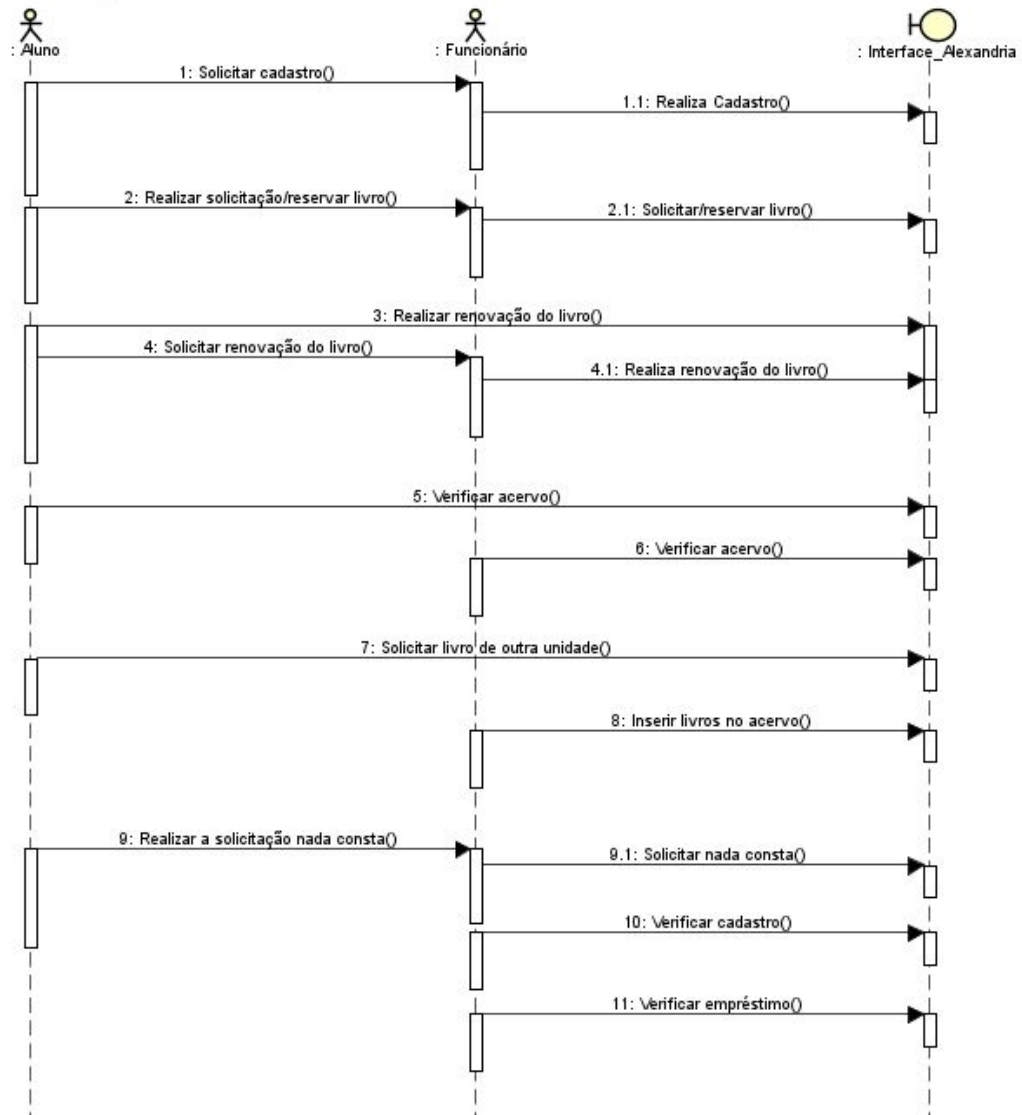 : Aluno
: Funcionário
: Interface_Alexandria
1: Solicitar cadastro()
1.1: Realiza Cadastro()
2: Realizar solicitação/reservar livro()
2.1: Solicitar/reservar livro()
3: Realizar renovação do livro()
4: Solicitar renovação do livro()
4.1: Realiza renovação do livro()
5: Verificar acervo()
6: Verificar acervo()
7: Solicitar livro de outra unidade()
8: Inserir livros no acervo()
9: Realizar a solicitação nada consta()
9.1: Solicitar nada consta()
10: Verificar cadastro()
11: Verificar empréstimo()